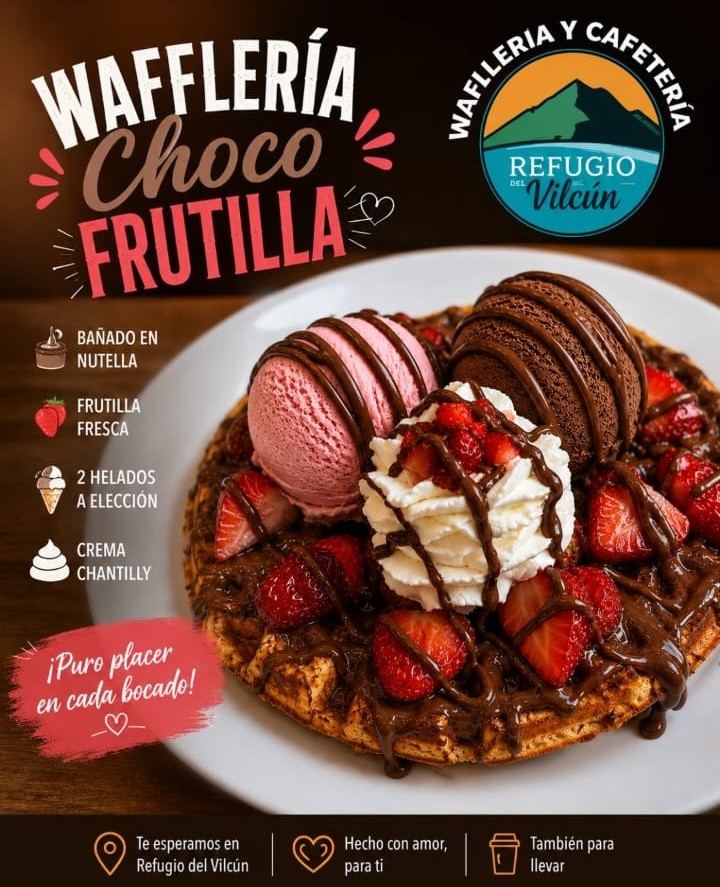 WAFFLERÍA
Choco
FRUTILLA
WAFLLERIA Y CAFETERÍA
REFUGIO
DEL Vilcún
BAÑADO EN
NUTELLA
FRUTILLA
FRESCA
2 HELADOS
A ELECCIÓN
CREMA
CHANTILLY
¡Puro placer
en cada bocado!
Te esperamos en
Refugio del Vilcún
Hecho con amor,
para ti
También para
llevar